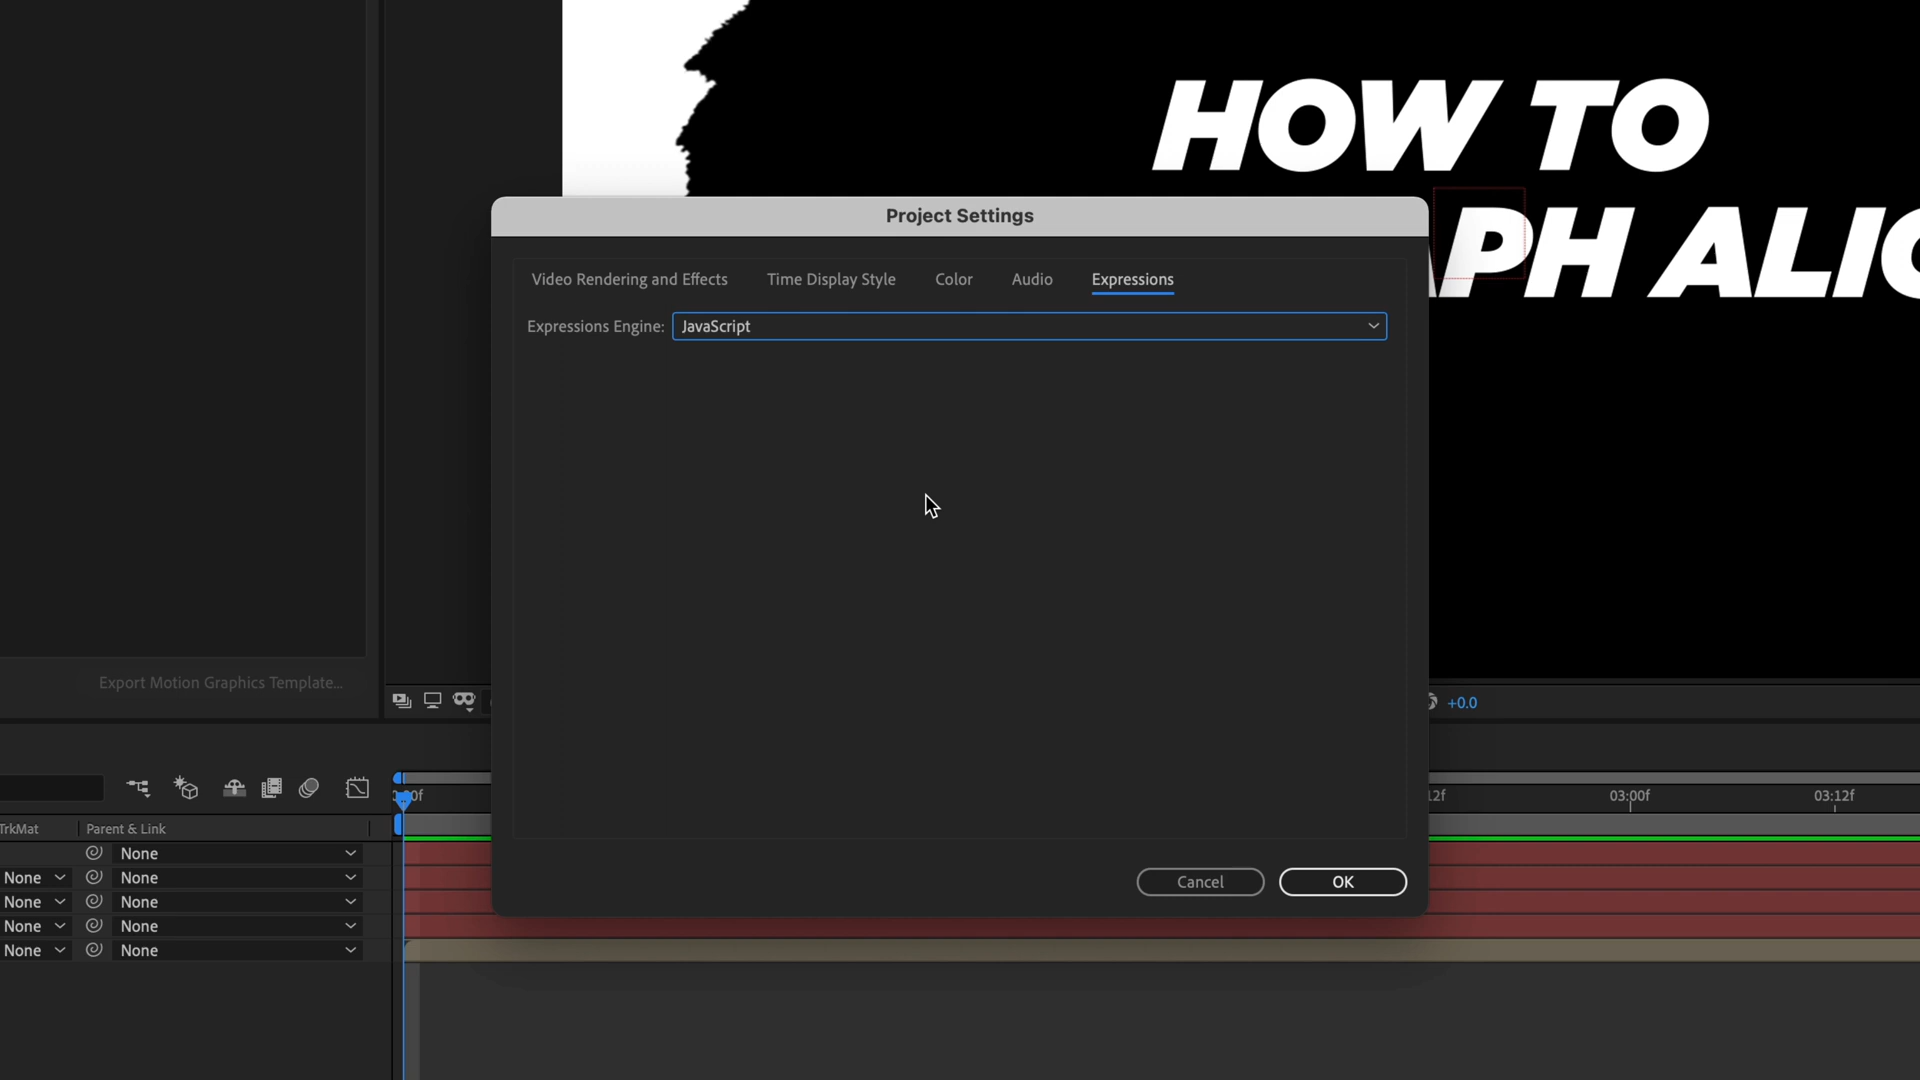 HOW TO
PH ALIG
Project Settings
Video Rendering and Effects Time Display Style Color Audio Expressions
Expressions Engine: JavaScript
Export Motion Graphics Template...
+0.0
Cancel OK
12f 03:00f 03:12f
TrkMat Parent & Link
None
None None
None None
None None
None None